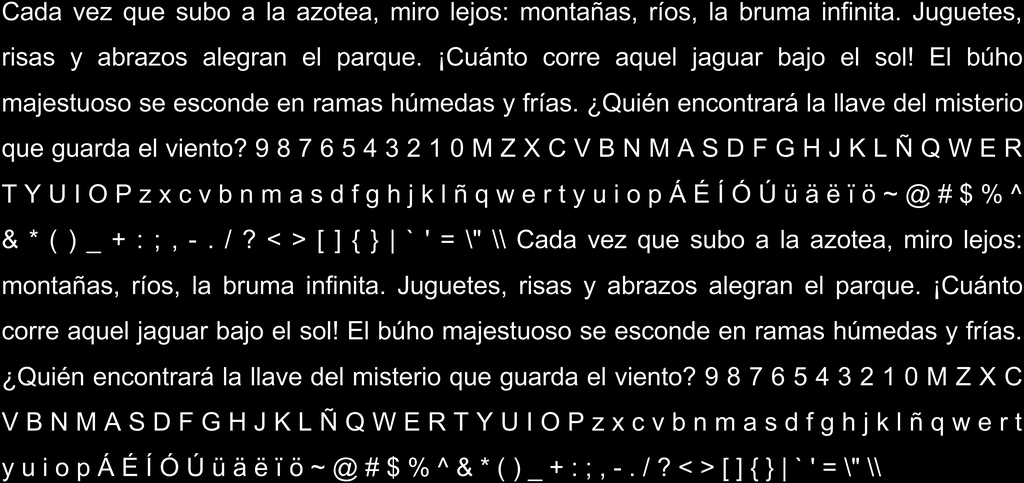 Cada vez que subo a la azotea, miro lejos: montañas, ríos, la bruma infinita. Juguetes,
risas y abrazos alegran el parque. ¡Cuánto corre aquel jaguar bajo el sol! El búho
majestuoso se esconde en ramas húmedas y frías. ¿Quién encontrará la llave del misterio
que guarda el viento? 9 8 7 6 5 4 3 2 1 0 M Z X C V B N M A S D F G H J K L Ñ Q W E R
T Y U I O P z x c v b n m a s d f g h j k l ñ q w e r t y u i o p Á É Í Ó Ú ü ä ë ï ö ~ @ # $ % ^
& * ( ) _ + : ; , - . / ? < > [ ] { } | ` ' = \" \\ Cada vez que subo a la azotea, miro lejos:
montañas, ríos, la bruma infinita. Juguetes, risas y abrazos alegran el parque. ¡Cuánto
corre aquel jaguar bajo el sol! El búho majestuoso se esconde en ramas húmedas y frías.
¿Quién encontrará la llave del misterio que guarda el viento? 9 8 7 6 5 4 3 2 1 0 M Z X C
V B N M A S D F G H J K L Ñ Q W E R T Y U I O P z x c v b n m a s d f g h j k l ñ q w e r t
y u i o p Á É Í Ó Ú ü ä ë ï ö ~ @ # $ % ^ & * ( ) _ + : ; , - . / ? < > [ ] { } | ` ' = \" \\